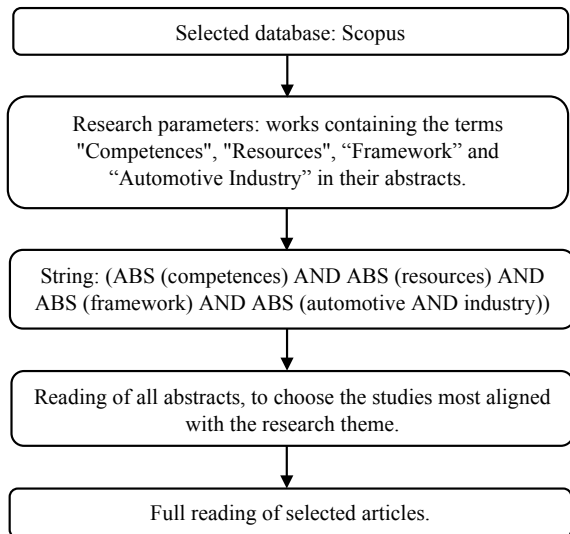 Selected database: Scopus
Research parameters: works containing the terms
"Competences", "Resources", “Framework” and
“Automotive Industry” in their abstracts.
String: (ABS (competences) AND ABS (resources) AND
ABS (framework) AND ABS (automotive AND industry))
Reading of all abstracts, to choose the studies most aligned
with the research theme.
Full reading of selected articles.